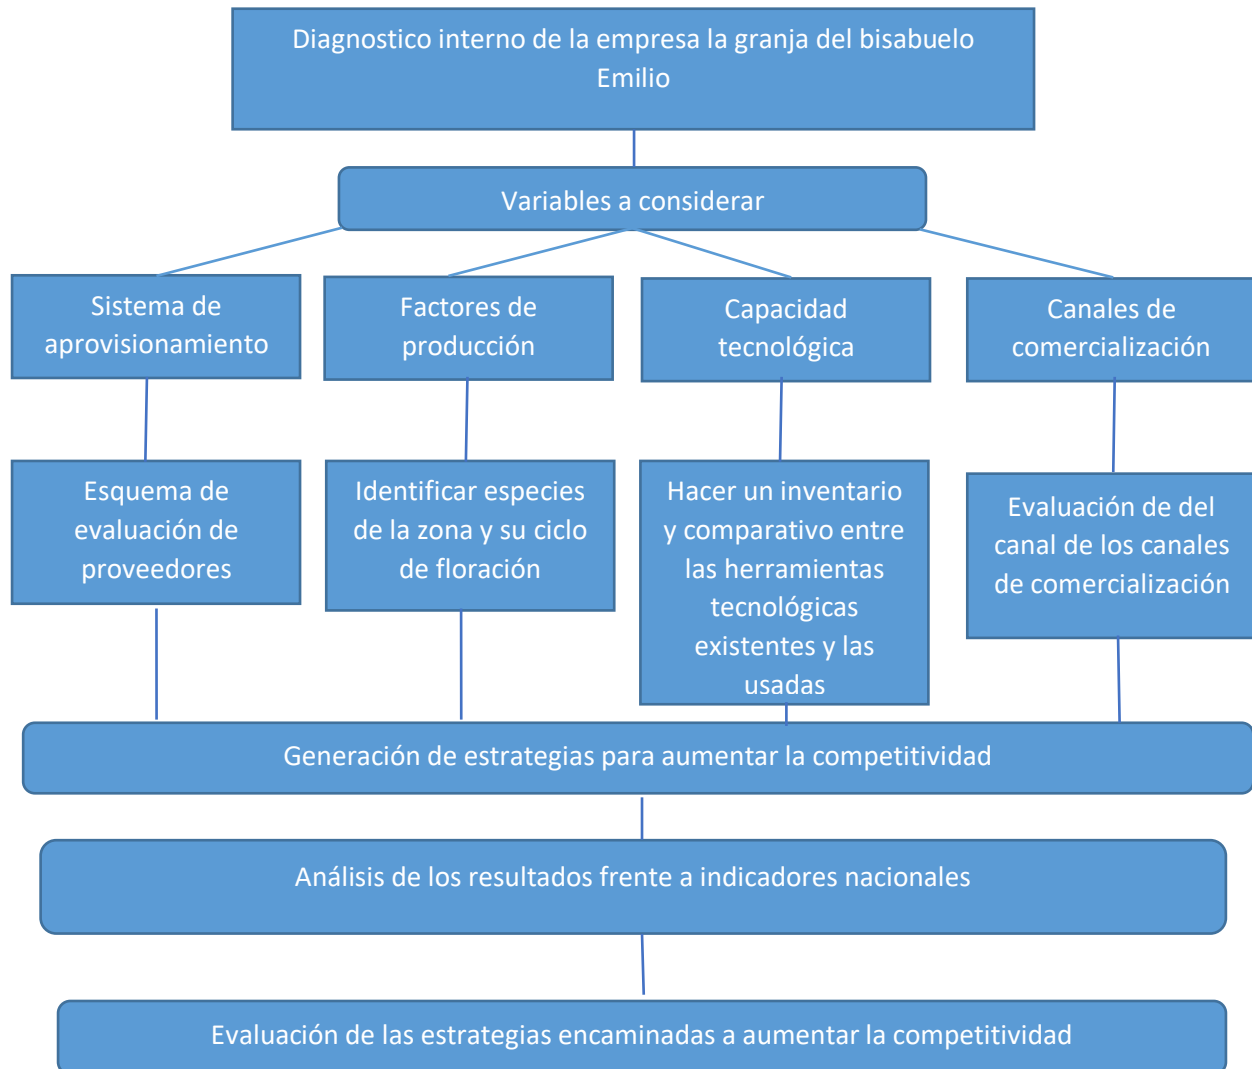 Diagnostico interno de la empresa la granja del bisabuelo
Emilio
Variables a considerar
Sistema de
aprovisionamiento
Factores de
producción
Capacidad
tecnológica
Canales de
comercialización
Esquema de
evaluación de
proveedores
Identificar especies
de la zona y su ciclo
de floración
Hacer un inventario
y comparativo entre
las herramientas
tecnológicas
existentes y las
usadas
Evaluación de del
canal de los canales
de comercialización
Generación de estrategias para aumentar la competitividad
Análisis de los resultados frente a indicadores nacionales
Evaluación de las estrategias encaminadas a aumentar la competitividad